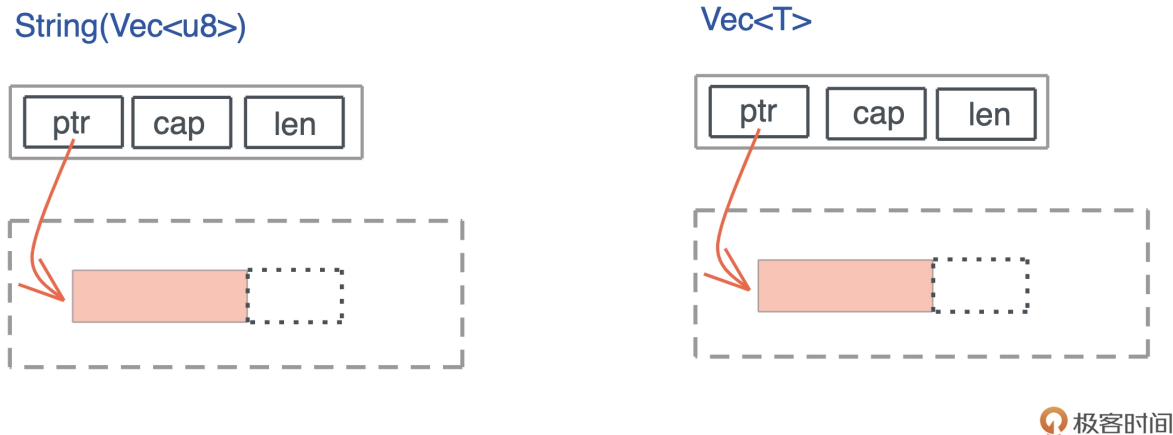 String(Vec<u8>)
Vec<T>
ptr cap len
ptr cap len
极客时间